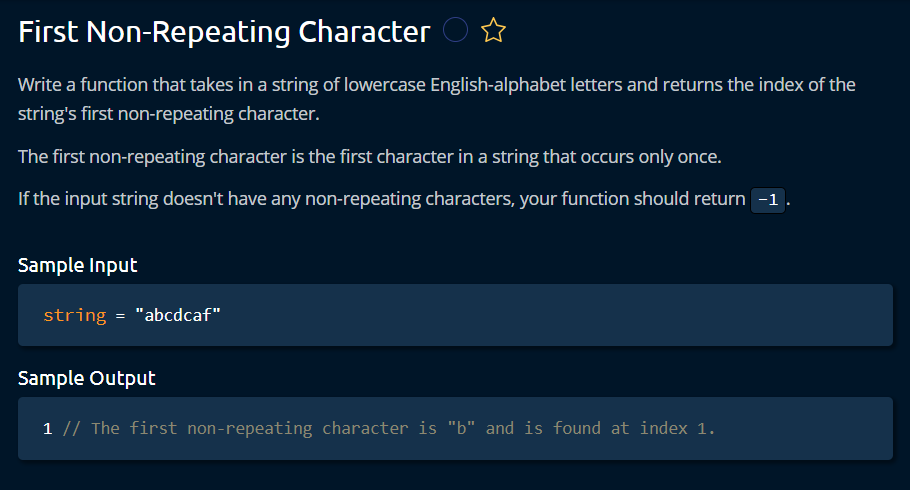 First Non-Repeating Character
Write a function that takes in a string of lowercase English-alphabet letters and returns the index of the
string's first non-repeating character.
The first non-repeating character is the first character in a string that occurs only once.
If the input string doesn't have any non-repeating characters, your function should return -1.
Sample Input
string = "abcdcaf"
Sample Output
1 // The first non-repeating character is "b" and is found at index 1.